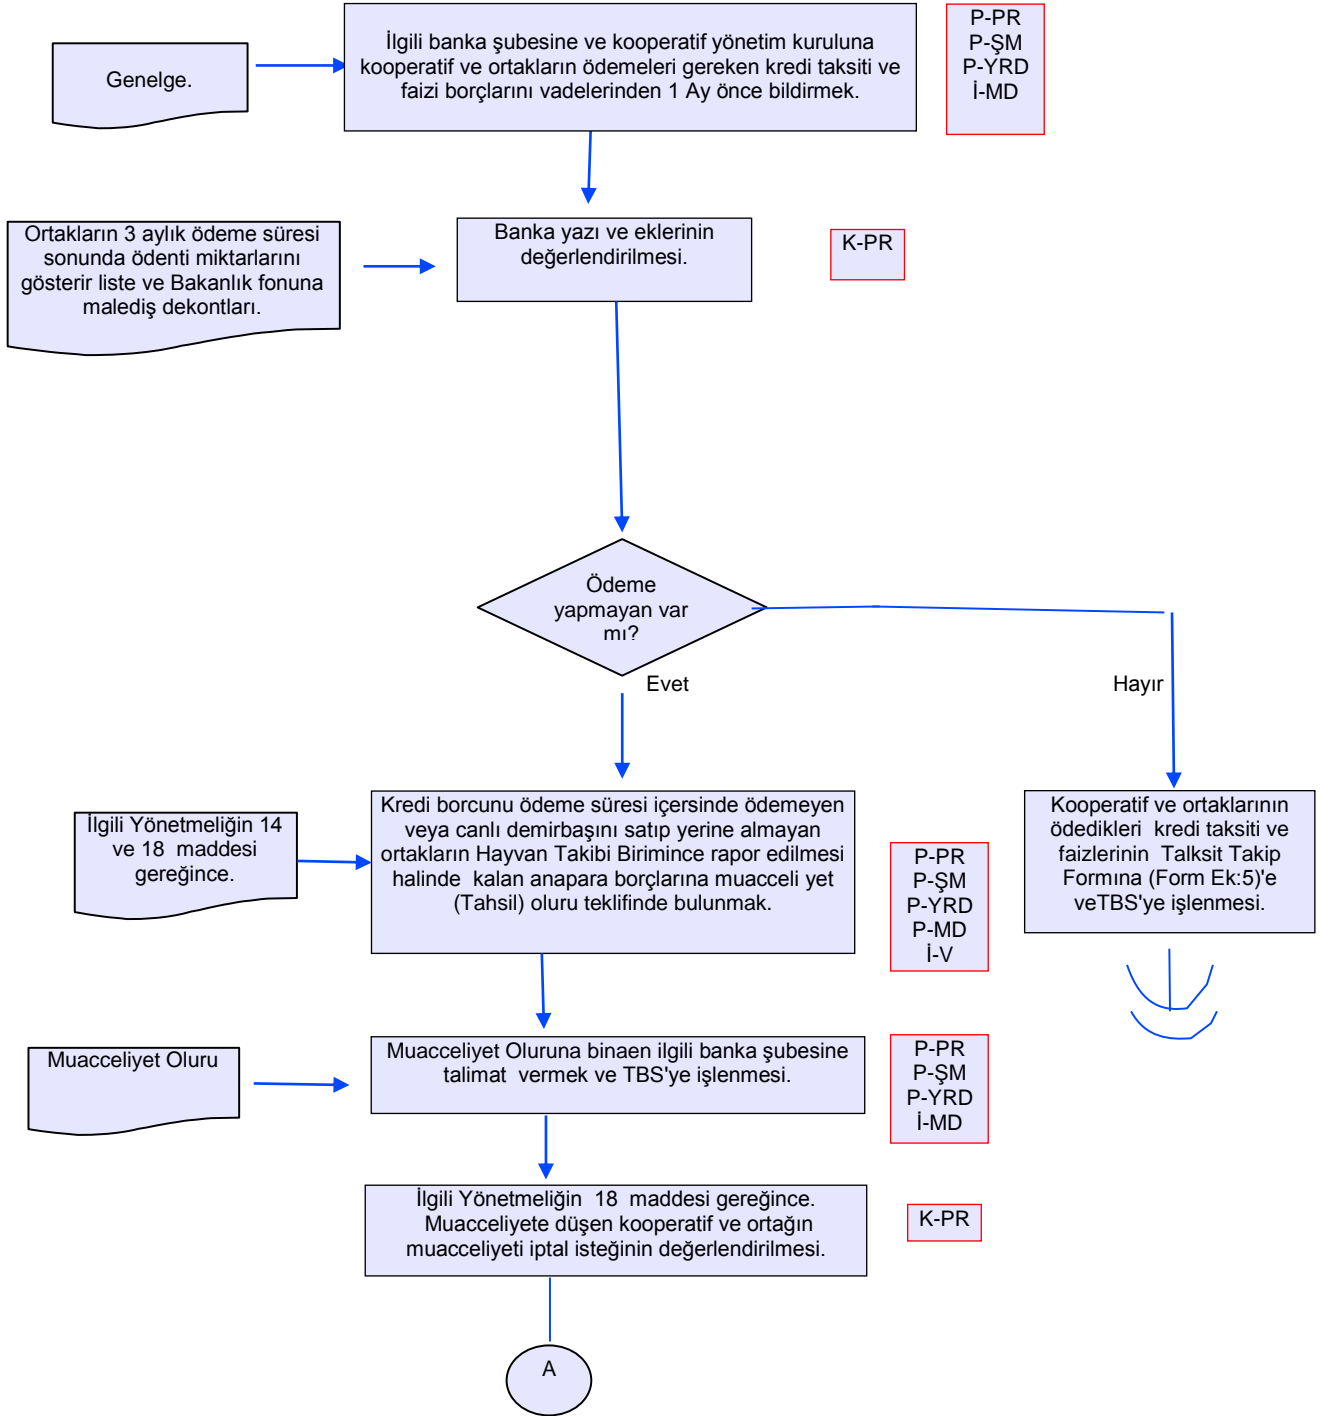 Genelge.
İlgili banka şubesine ve kooperatif yönetim kuruluna
kooperatif ve ortakların ödemeleri gereken kredi taksiti ve
faizi borçlarını vadelerinden 1 Ay önce bildirmek.
P-PR
P-ŞM
P-YRD
İ-MD
Ortakların 3 aylık ödeme süresi
sonunda ödenti miktarlarını
gösterir liste ve Bakanlık fonuna
malediş dekontları.
Banka yazı ve eklerinin
değerlendirilmesi.
K-PR
Ödeme
yapmayan var
mı?
Evet
Hayır
İlgili Yönetmeliğin 14
ve 18  maddesi
gereğince.
Kredi borcunu ödeme süresi içersinde ödemeyen
veya canlı demirbaşını satıp yerine almayan
ortakların Hayvan Takibi Birimince rapor edilmesi
halinde  kalan anapara borçlarına muacceli yet
(Tahsil) oluru teklifinde bulunmak.
P-PR
P-ŞM
P-YRD
P-MD
İ-V
Kooperatif ve ortaklarının
ödedikleri  kredi taksiti ve
faizlerinin  Talksit Takip
Formına (Form Ek:5)'e
veTBS'ye işlenmesi.
Muacceliyet Oluru
Muacceliyet Oluruna binaen ilgili banka şubesine
talimat  vermek ve TBS'ye işlenmesi.
P-PR
P-ŞM
P-YRD
İ-MD
İlgili Yönetmeliğin  18  maddesi gereğince.
Muacceliyete düşen kooperatif ve ortağın
muacceliyeti iptal isteğinin değerlendirilmesi.
K-PR
A